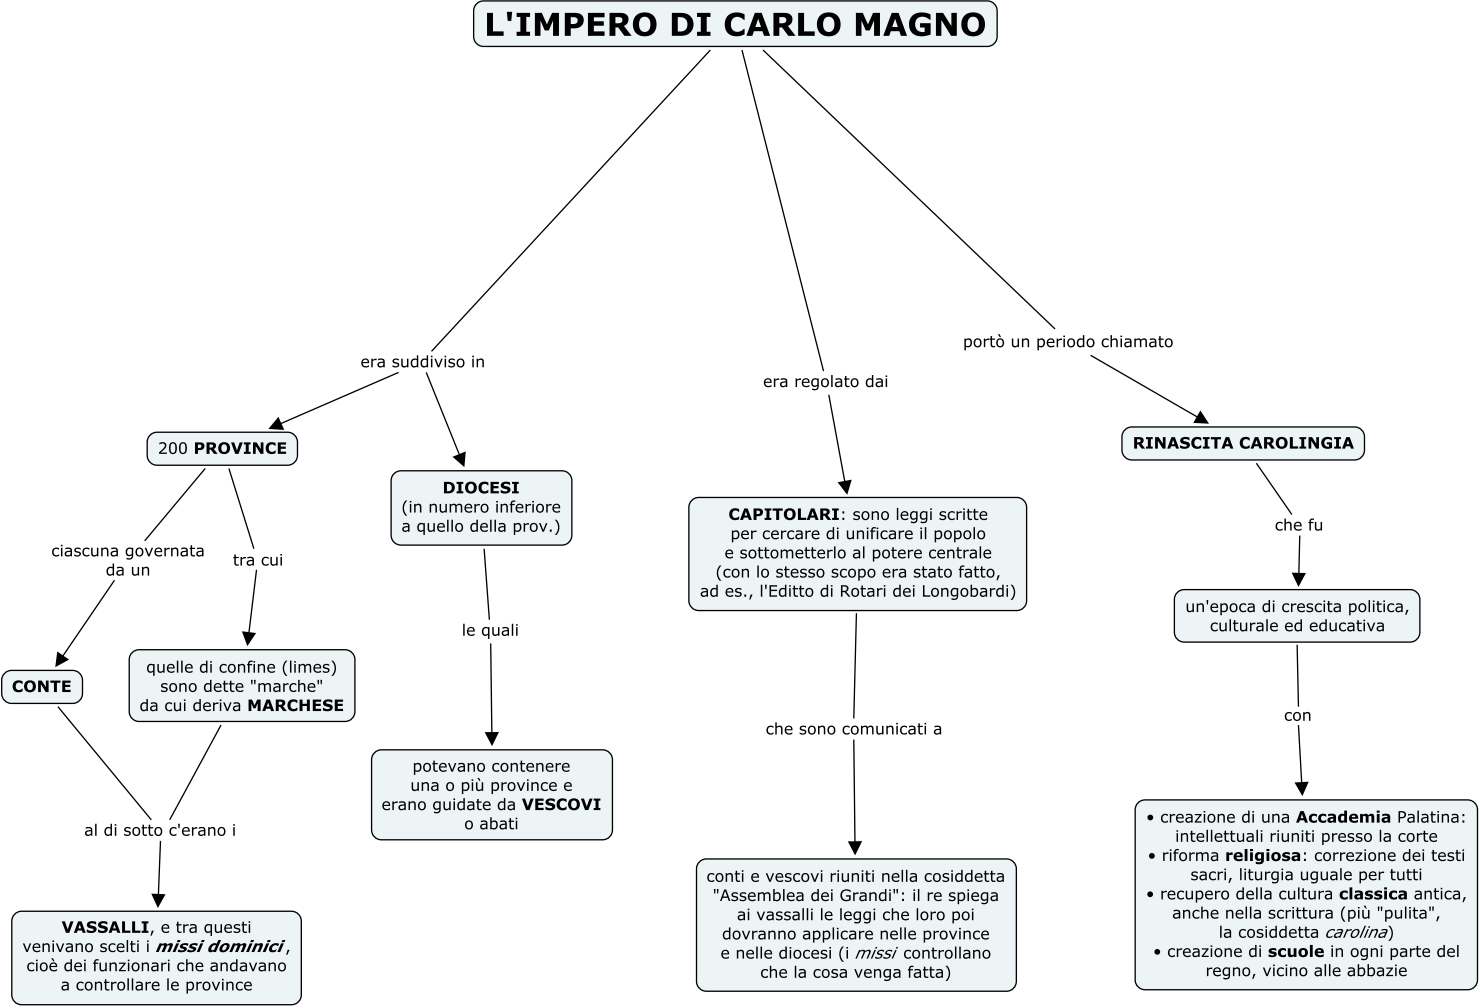 L'IMPERO DI CARLO MAGNO
era suddiviso in
200 PROVINCE
ciascuna governata
da un
CONTE
tra cui
quelle di confine (limes)
sono dette "marche"
da cui deriva MARCHESE
al di sotto c'erano i
VASSALLI, e tra questi
venivano scelti i missi dominici,
cioè dei funzionari che andavano
a controllare le province
DIOCESI
(in numero inferiore
a quello della prov.)
le quali
potevano contenere
una o più province e
erano guidate da VESCOVI
o abati
era regolato dai
CAPITOLARI: sono leggi scritte
per cercare di unificare il popolo
e sottometterlo al potere centrale
(con lo stesso scopo era stato fatto,
ad es., l'Editto di Rotari dei Longobardi)
che sono comunicati a
conti e vescovi riuniti nella cosiddetta
"Assemblea dei Grandi": il re spiega
ai vassalli le leggi che loro poi
dovranno applicare nelle province
e nelle diocesi (i missi controllano
che la cosa venga fatta)
portò un periodo chiamato
RINASCITA CAROLINGIA
che fu
un'epoca di crescita politica,
culturale ed educativa
con
• creazione di una Accademia Palatina:
intellettuali riuniti presso la corte
• riforma religiosa: correzione dei testi
sacri, liturgia uguale per tutti
• recupero della cultura classica antica,
anche nella scrittura (più "pulita",
la cosiddetta carolina)
• creazione di scuole in ogni parte del
regno, vicino alle abbazie